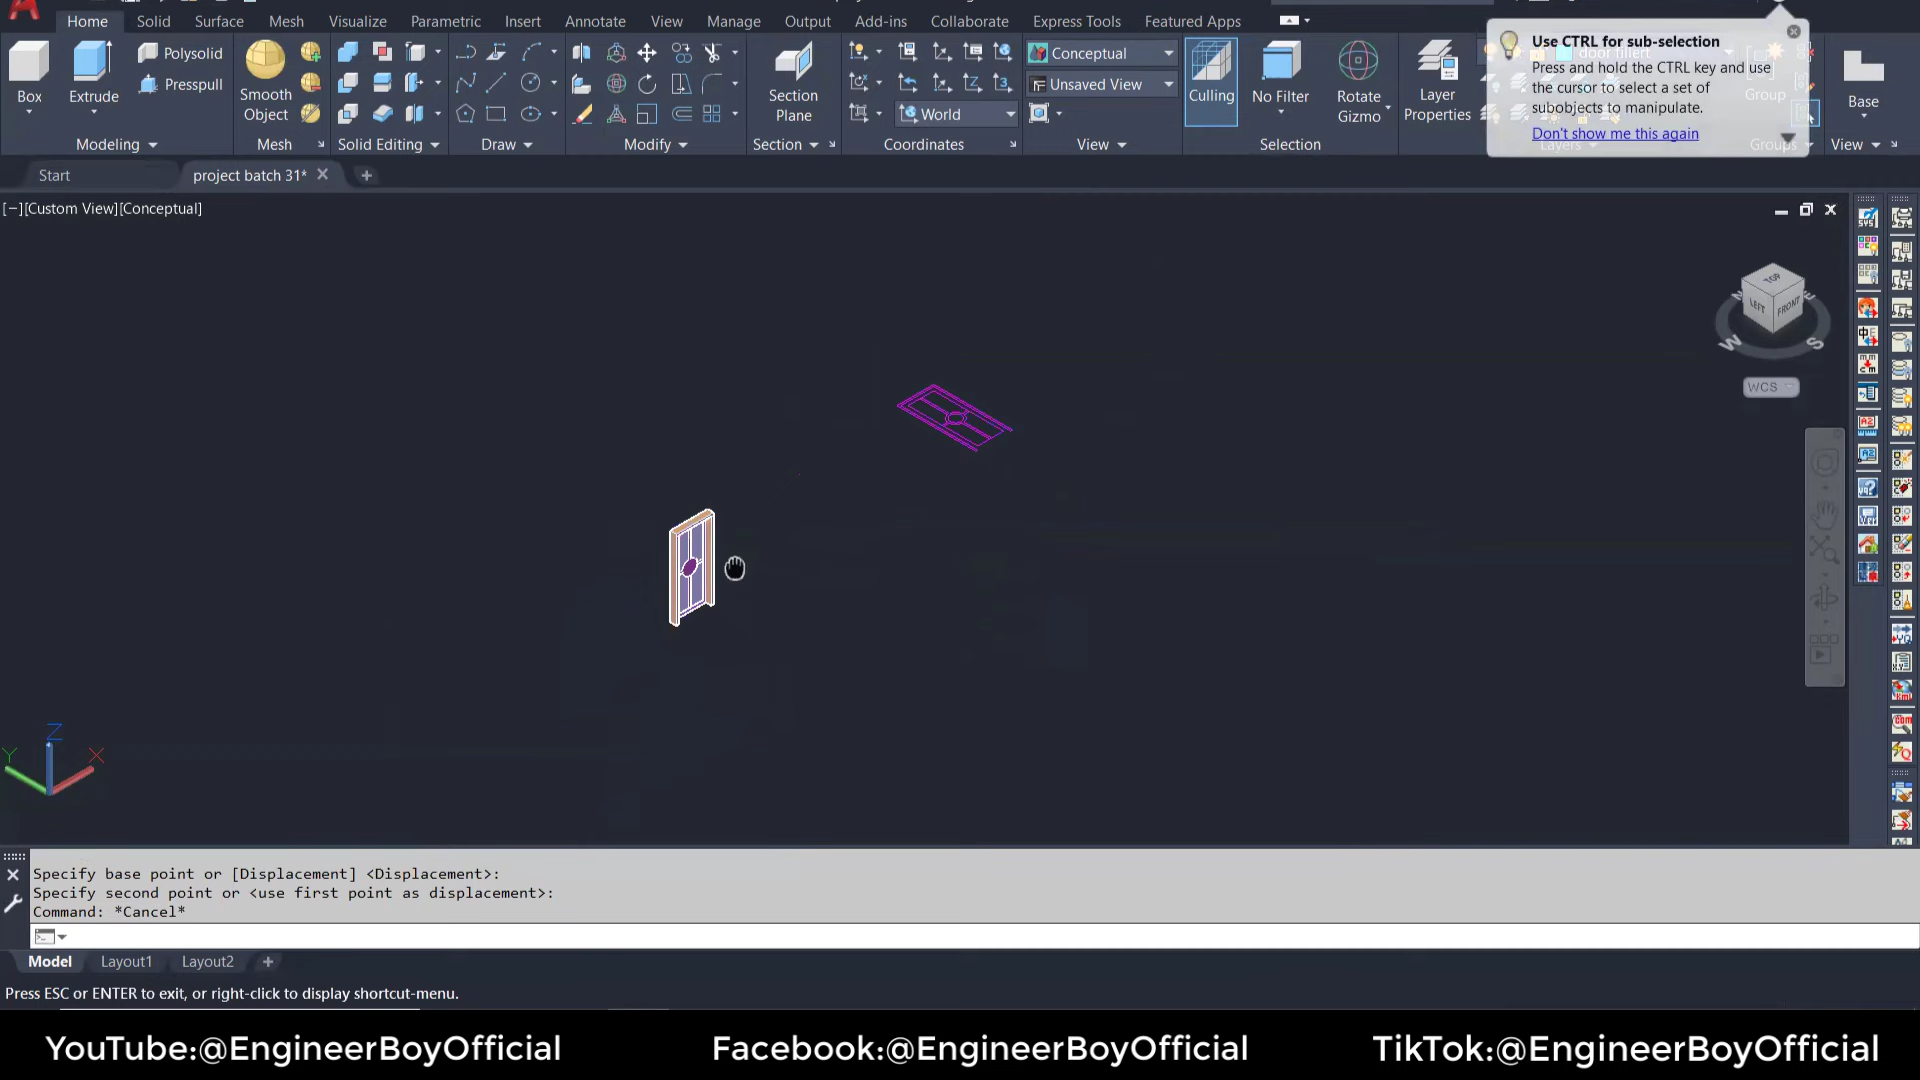 Home Solid Surface Mesh Visualize Parametric Insert Annotate View Manage Output Add-ins Collaborate Express Tools Featured Apps
Box
Extrude
Polysolid
Presspull
Smooth
Object
Section
Plane
World
Conceptual
Unsaved View
Culling
No Filter
Rotate
Gizmo
Layer
Properties
Use CTRL for sub-selection
Press and hold the CTRL key and use
the cursor to select a set of
subobjects to manipulate.
Don't show me this again
Group
Base
Modeling Mesh Solid Editing Draw Modify Section Coordinates View Selection Layers Groups View
Start project batch 31*
[−][Custom View][Conceptual]
TOP
LEFT FRONT
W S
WCS
Z
Y X
Specify base point or [Displacement] <Displacement>:
Specify second point or <use first point as displacement>:
Command: *Cancel*
Model Layout1 Layout2
Press ESC or ENTER to exit, or right-click to display shortcut-menu.
YouTube:@EngineerBoyOfficial Facebook:@EngineerBoyOfficial TikTok:@EngineerBoyOfficial